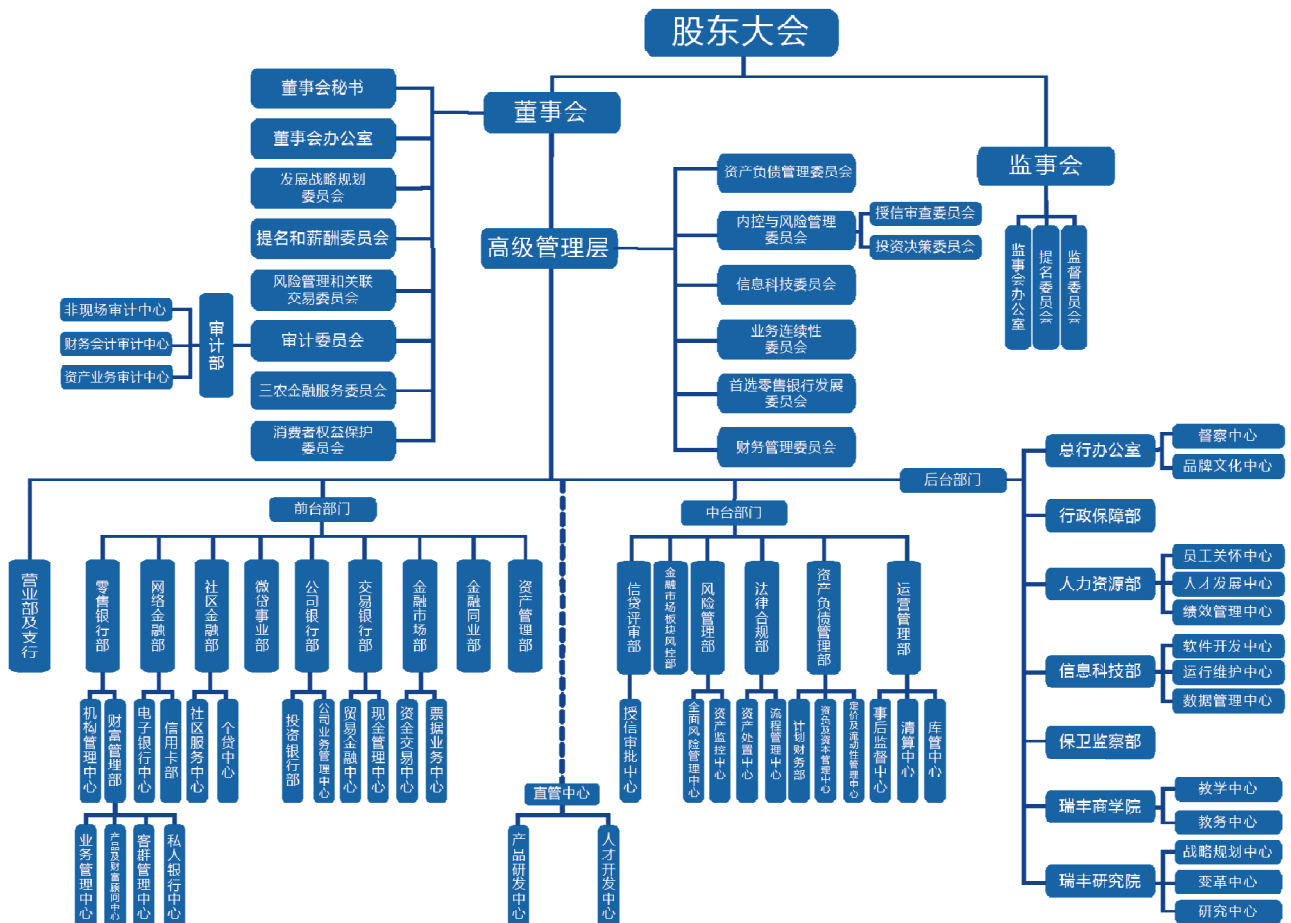 股东大会
董事会
监事会
董事会秘书
董事会办公室
发展战略规划
委员会
提名和薪酬委员会
风险管理和关联
交易委员会
审计委员会
三农金融服务委员会
消费者权益保护
委员会
审计部
非现场审计中心
财务会计审计中心
资产业务审计中心
高级管理层
资产负债管理委员会
内控与风险管理
委员会
授信审查委员会
投资决策委员会
信息科技委员会
业务连续性
委员会
首选零售银行发展
委员会
财务管理委员会
监事会办公室
提名委员会
监督委员会
前台部门
中台部门
后台部门
营业部及支行
零售银行部
网络金融部
社区金融部
微贷事业部
公司银行部
交易银行部
金融市场部
金融同业部
资产管理部
机构管理中心
财富管理部
电子银行中心
信用卡部
社区服务中心
个贷中心
投资银行部
公司业务管理中心
贸易金融中心
现金管理中心
资金交易中心
票据业务中心
业务管理中心
产品及财富顾问中心
客群管理中心
私人银行中心
直管中心
产品研发中心
人才开发中心
信贷评审部
金融市场板块风控部
风险管理部
法律合规部
资产负债管理部
运营管理部
授信审批中心
全面风险管理中心
资产监控中心
资产处置中心
流程管理中心
计划财务部
资负及资本管理中心
定价及流动性管理中心
事后监督中心
清算中心
库管中心
总行办公室
督察中心
品牌文化中心
行政保障部
人力资源部
员工关怀中心
人才发展中心
绩效管理中心
信息科技部
软件开发中心
运行维护中心
数据管理中心
保卫监察部
瑞丰商学院
教学中心
教务中心
瑞丰研究院
战略规划中心
变革中心
研究中心